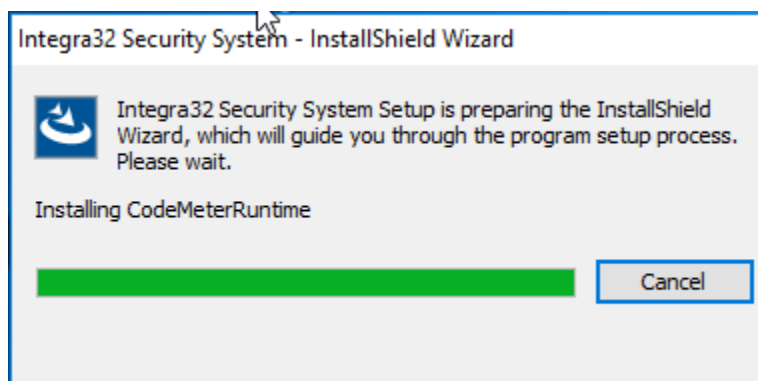 Integra32 Security System - InstallShield Wizard
Integra32 Security System Setup is preparing the InstallShield
Wizard, which will guide you through the program setup process.
Please wait.
Installing CodeMeterRuntime
Cancel